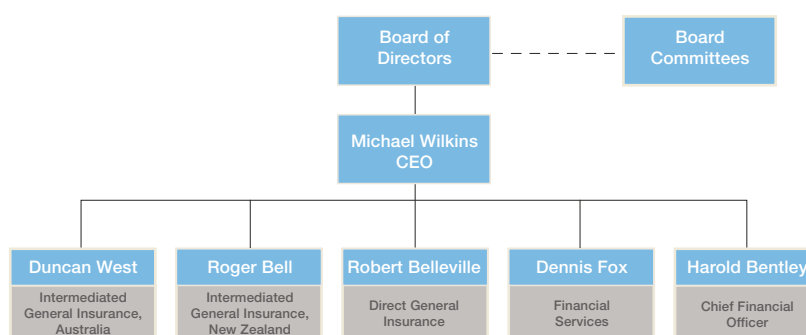 Board of
Directors
Board
Committees
Michael Wilkins
CEO
Duncan West
Intermediated
General Insurance,
Australia
Roger Bell
Intermediated
General Insurance,
New Zealand
Robert Belleville
Direct General
Insurance
Dennis Fox
Financial
Services
Harold Bentley
Chief Financial
Officer